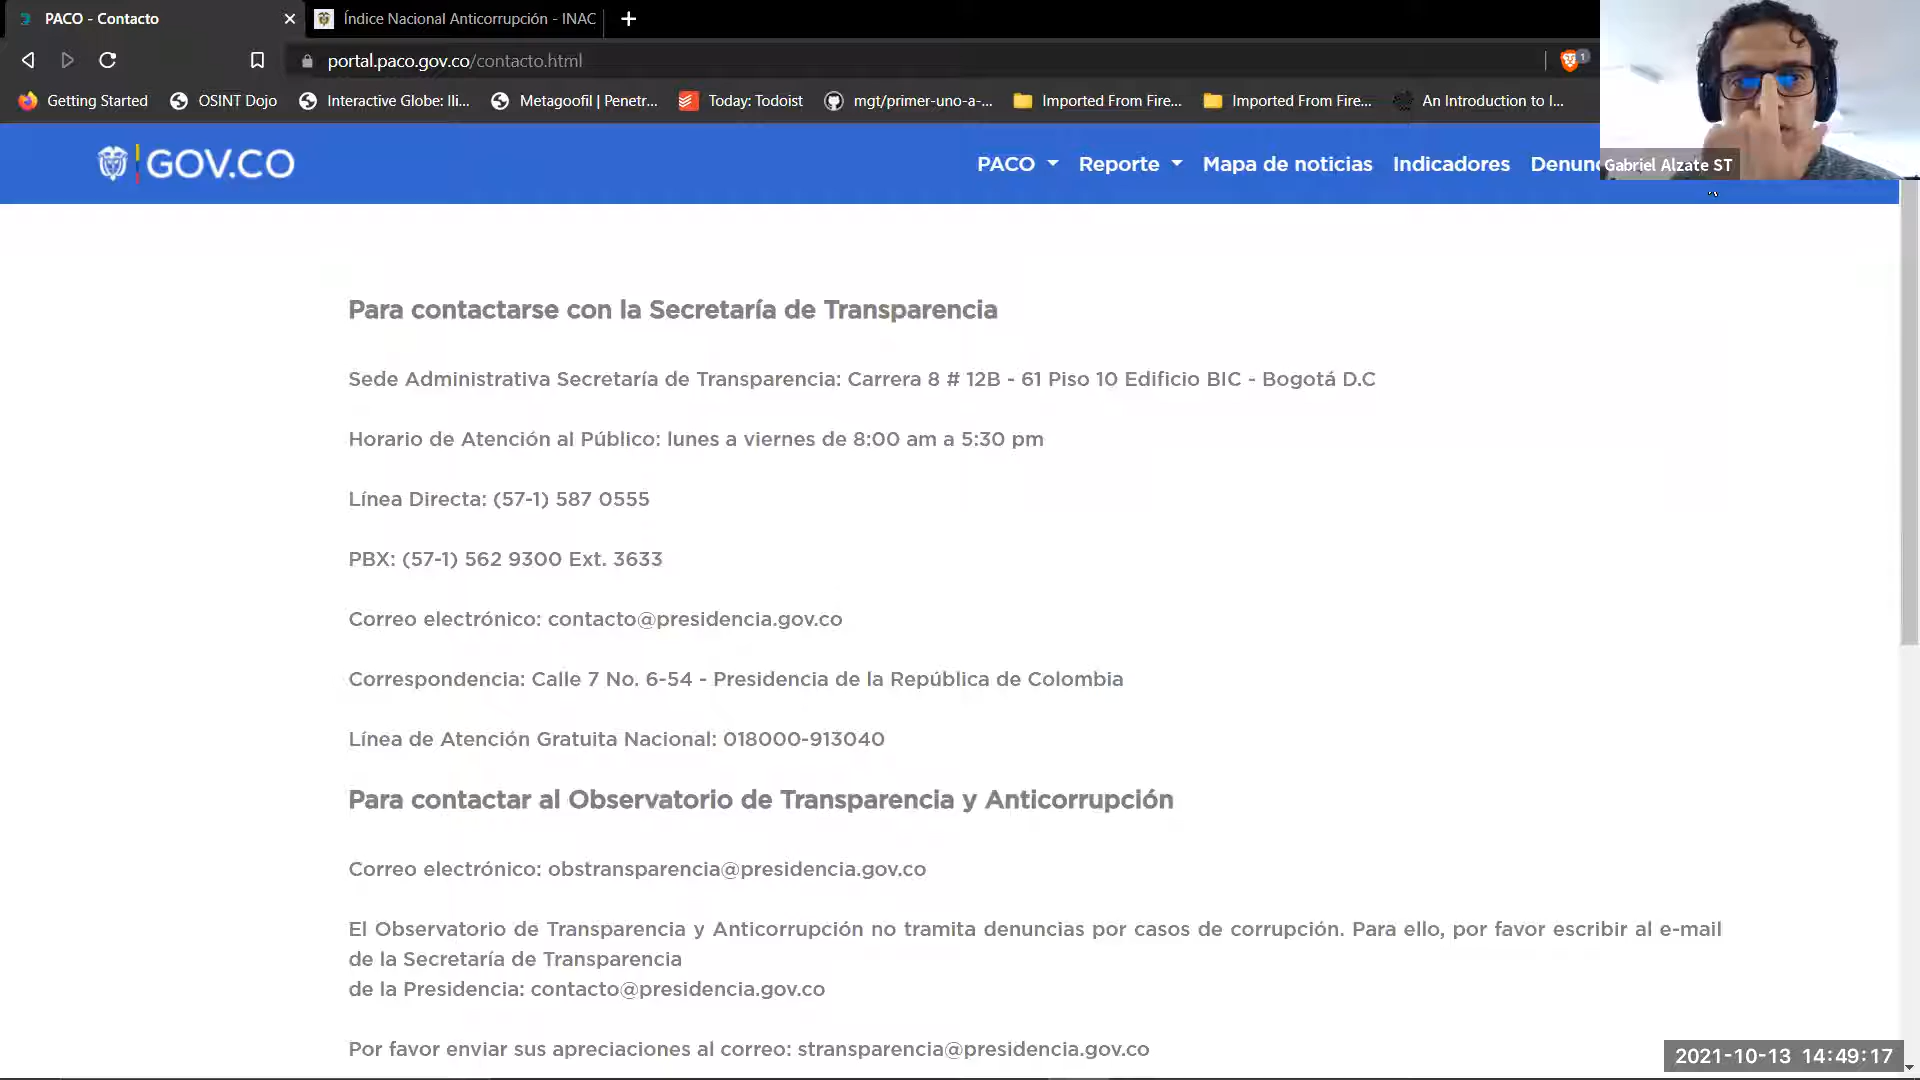 PACO - Contacto
Índice Nacional Anticorrupción - INAC
portal.paco.gov.co/contacto.html
1
Getting Started
OSINT Dojo
Interactive Globe: Ili...
Metagoofil | Penetr...
Today: Todoist
mgt/primer-uno-a-...
Imported From Fire...
Imported From Fire...
An Introduction to I...
GOV.CO
PACO
Reporte
Mapa de noticias
Indicadores
Gabriel Alzate ST
Para contactarse con la Secretaría de Transparencia
Sede Administrativa Secretaría de Transparencia: Carrera 8 # 12B - 61 Piso 10 Edificio BIC - Bogotá D.C
Horario de Atención al Público: lunes a viernes de 8:00 am a 5:30 pm
Línea Directa: (57-1) 587 0555
PBX: (57-1) 562 9300 Ext. 3633
Correo electrónico: contacto@presidencia.gov.co
Correspondencia: Calle 7 No. 6-54 - Presidencia de la República de Colombia
Línea de Atención Gratuita Nacional: 018000-913040
Para contactar al Observatorio de Transparencia y Anticorrupción
Correo electrónico: obstransparencia@presidencia.gov.co
El Observatorio de Transparencia y Anticorrupción no tramita denuncias por casos de corrupción. Para ello, por favor escribir al e-mail
de la Secretaría de Transparencia
de la Presidencia: contacto@presidencia.gov.co
Por favor enviar sus apreciaciones al correo: stransparencia@presidencia.gov.co
2021-10-13 14:49:17